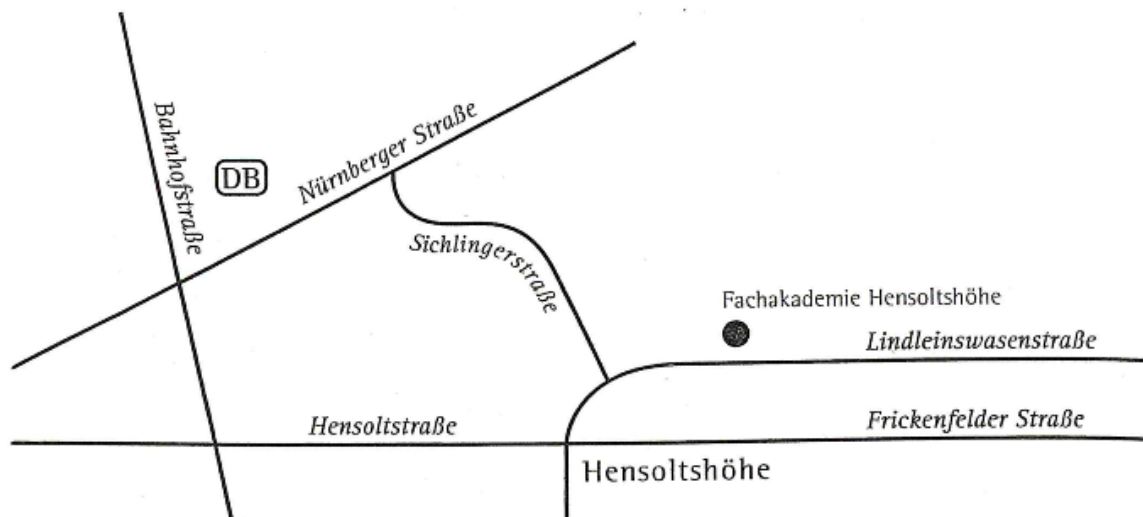 Bahnhofstraße
DB
Nürnberger Straße
Sichlingerstraße
Fachakademie Hensoltshöhe
Lindleinswasenstraße
Hensoltstraße
Frickenfelder Straße
Hensoltshöhe